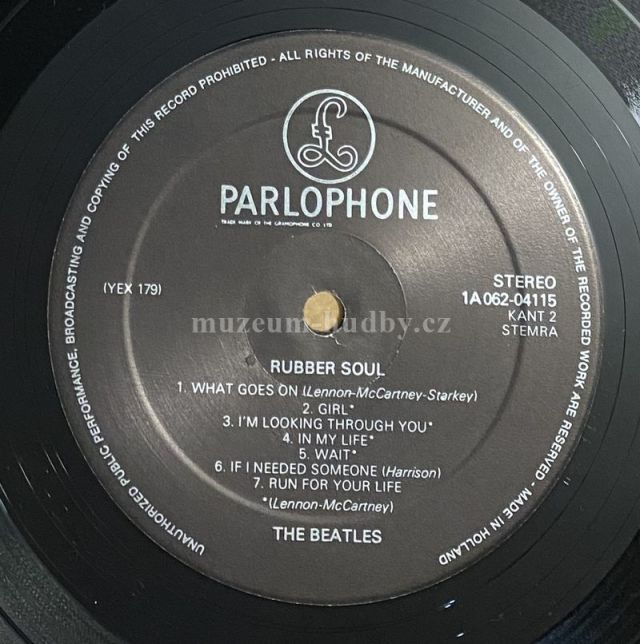 UNAUTHORIZED PUBLIC PERFORMANCE, BROADCASTING AND COPYING OF THIS RECORD PROHIBITED - ALL RIGHTS OF THE MANUFACTURER AND OF THE OWNER OF THE RECORDED WORK ARE RESERVED - MADE IN HOLLAND
£
PARLOPHONE
TRADE MARK OF THE GRAMOPHONE CO. LTD
STEREO
(YEX 179)
1A 062-04115
KANT 2
STEMRA
muzeum-hudby.cz
RUBBER SOUL
1. WHAT GOES ON (Lennon-McCartney-Starkey)
2. GIRL*
3. I'M LOOKING THROUGH YOU*
4. IN MY LIFE*
5. WAIT*
6. IF I NEEDED SOMEONE (Harrison)
7. RUN FOR YOUR LIFE
*(Lennon-McCartney)
THE BEATLES